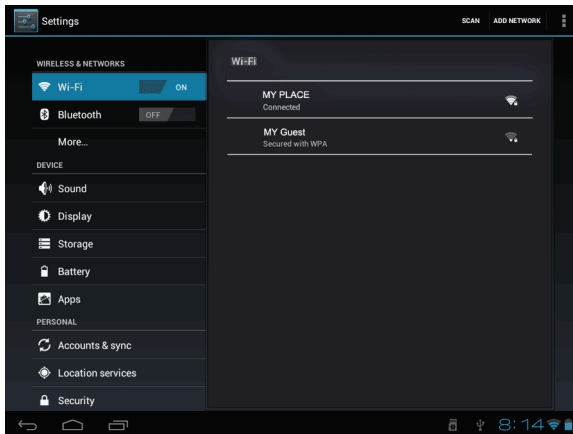 Settings
SCAN
ADD NETWORK
WIRELESS & NETWORKS
Wi-Fi
ON
Bluetooth
OFF
More...
DEVICE
Sound
Display
Storage
Battery
Apps
PERSONAL
Accounts & sync
Location services
Security
Wi-Fi
MY PLACE
Connected
MY Guest
Secured with WPA
8:14